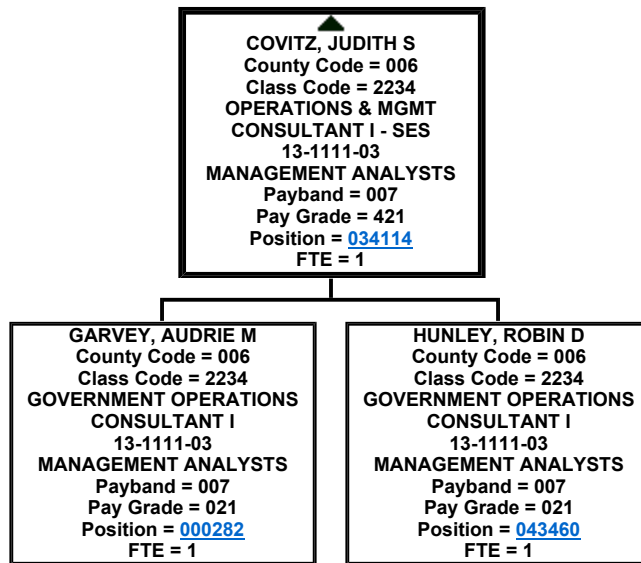 COVITZ, JUDITH S
County Code = 006
Class Code = 2234
OPERATIONS & MGMT
CONSULTANT I - SES
13-1111-03
MANAGEMENT ANALYSTS
Payband = 007
Pay Grade = 421
Position = 034114
FTE = 1
GARVEY, AUDRIE M
County Code = 006
Class Code = 2234
GOVERNMENT OPERATIONS
CONSULTANT I
13-1111-03
MANAGEMENT ANALYSTS
Payband = 007
Pay Grade = 021
Position = 000282
FTE = 1
HUNLEY, ROBIN D
County Code = 006
Class Code = 2234
GOVERNMENT OPERATIONS
CONSULTANT I
13-1111-03
MANAGEMENT ANALYSTS
Payband = 007
Pay Grade = 021
Position = 043460
FTE = 1